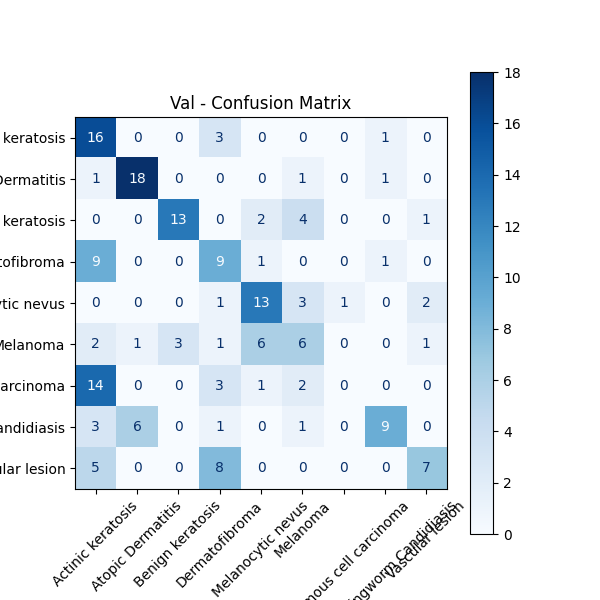 Val - Confusion Matrix
keratosis 16 0 0 3 0 0 0 1 0
Dermatitis 1 18 0 0 0 1 0 1 0
keratosis 0 0 13 0 2 4 0 0 1
tofibroma 9 0 0 9 1 0 0 1 0
ytic nevus 0 0 0 1 13 3 1 0 2
Melanoma 2 1 3 1 6 6 0 0 1
arcinoma 14 0 0 3 1 2 0 0 0
andidiasis 3 6 0 1 0 1 0 9 0
ular lesion 5 0 0 8 0 0 0 0 7
Actinic keratosis
Atopic Dermatitis
Benign keratosis
Dermatofibroma
Melanocytic nevus
Melanoma
mous cell carcinoma
ngworm Candidiasis
Vascular lesion
18
16
14
12
10
8
6
4
2
0